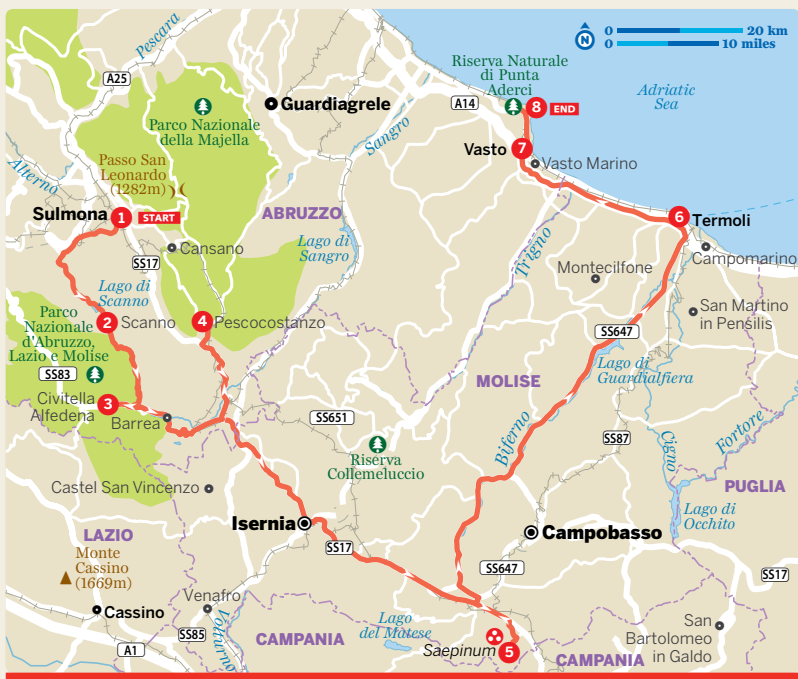 Pescara
A25
Parco Nazionale
della Majella
Guardiagrele
Riserva Naturale
di Punta
Aderci
N
0 20 km
0 10 miles
Adriatic
Sea
A14
8 END
Sangro
Vasto 7
Vasto Marino
Alterno
Passo San
Leonardo
(1282m)
Sulmona 1 START
ABRUZZO
6 Termoli
Cansano
SS17
Lago di
Sangro
Trigno
Campomarino
Montecilfone
Lago di
Scanno
San Martino
in Pensilis
2 Scanno
4 Pescocostanzo
SS647
Parco
Nazionale
d'Abruzzo,
Lazio e Molise
SS83
Lago di
Guardialfiera
MOLISE
3
Civitella
Alfedena
Barrea
SS651
Biferno
SS87
Cigno
Fortore
Riserva
Collemeluccio
PUGLIA
Castel San Vincenzo
Lago di
Occhito
Isernia
Campobasso
LAZIO
SS17
Monte
Cassino
(1669m)
SS647
SS17
Venafro
Cassino
Volturno
SS85
A1
CAMPANIA
Lago
del Matese
Saepinum 5
CAMPANIA
San
Bartolomeo
in Galdo